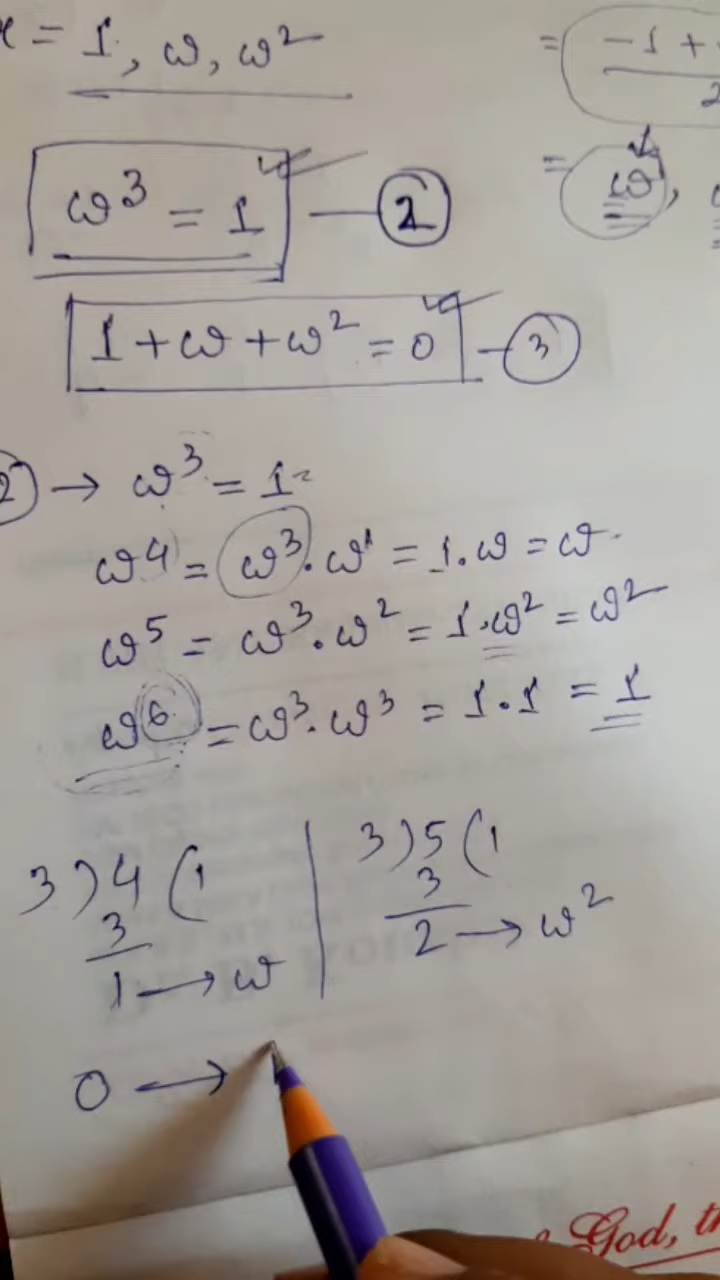 x = 1, ω, ω²
= -1 +
2
ω³ = 1 — ②
= ω,
1 + ω + ω² = 0 — ③
② → ω³ = 1
ω⁴ = ω³. ω¹ = 1. ω = ω
ω⁵ = ω³. ω² = 1. ω² = ω²
ω⁶ = ω³. ω³ = 1.1 = 1
3)4(1
3
1 → ω
3)5(1
3
2 → ω²
0 →
God,